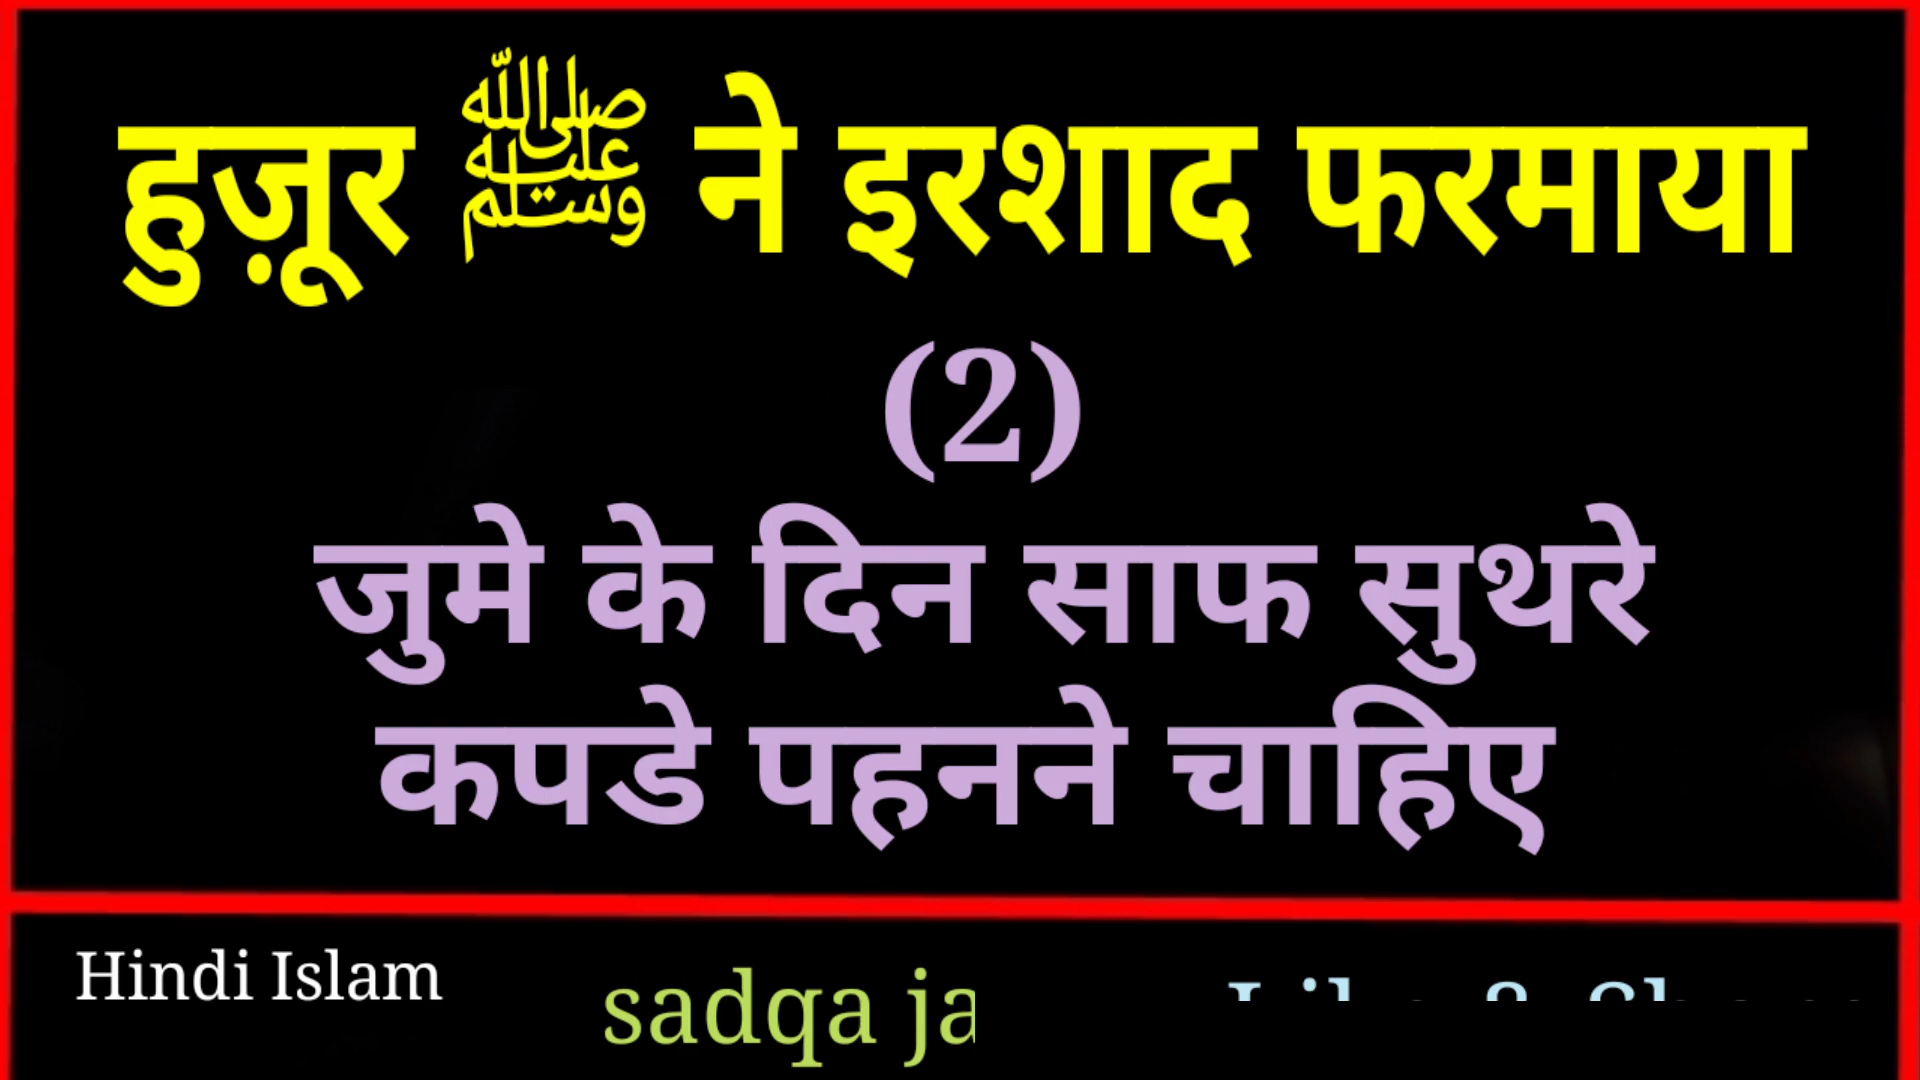 हुज़ूर ﷺ ने इरशाद फरमाया
(2)
जुमे के दिन साफ सुथरे
कपडे पहनने चाहिए
Hindi Islam
sadqa ja